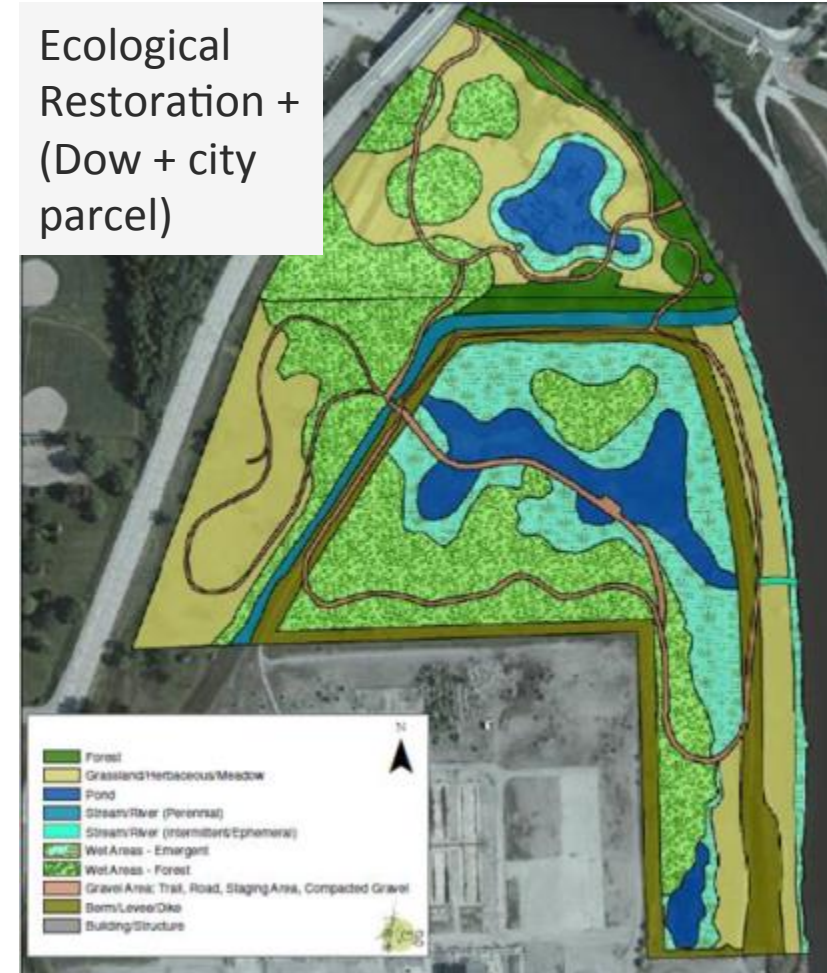 Ecological
Restoration +
(Dow + city
parcel)
N
Forest
Grassland/Herbaceous/Meadow
Pond
Stream/River (Perennial)
Stream/River (Intermittent/Ephemeral)
Wet Areas - Emergent
Wet Areas - Forest
Gravel Area: Trail, Road, Staging Area, Compacted Gravel
Berm/Levee/Dike
Building/Structure